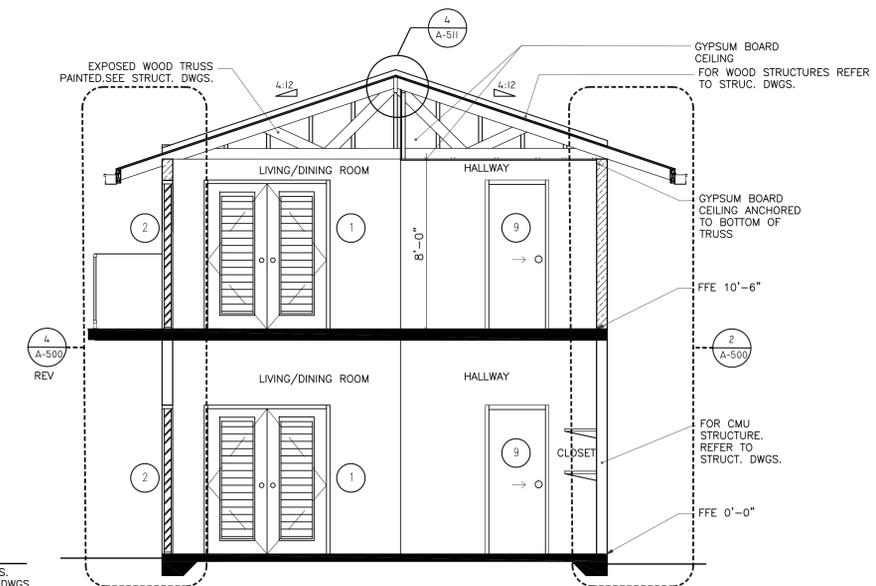 4
A-511
EXPOSED WOOD TRUSS
PAINTED.SEE STRUCT. DWGS.
4:12
4:12
GYPSUM BOARD
CEILING
FOR WOOD STRUCTURES REFER
TO STRUC. DWGS.
LIVING/DINING ROOM
HALLWAY
GYPSUM BOARD
CEILING ANCHORED
TO BOTTOM OF
TRUSS
2
1
8'-0"
9
FFE 10'-6"
4
A-500
REV
2
A-500
LIVING/DINING ROOM
HALLWAY
FOR CMU
STRUCTURE.
REFER TO
STRUCT. DWGS.
2
1
9
CLOSET
FFE 0'-0"
S.
DWGS